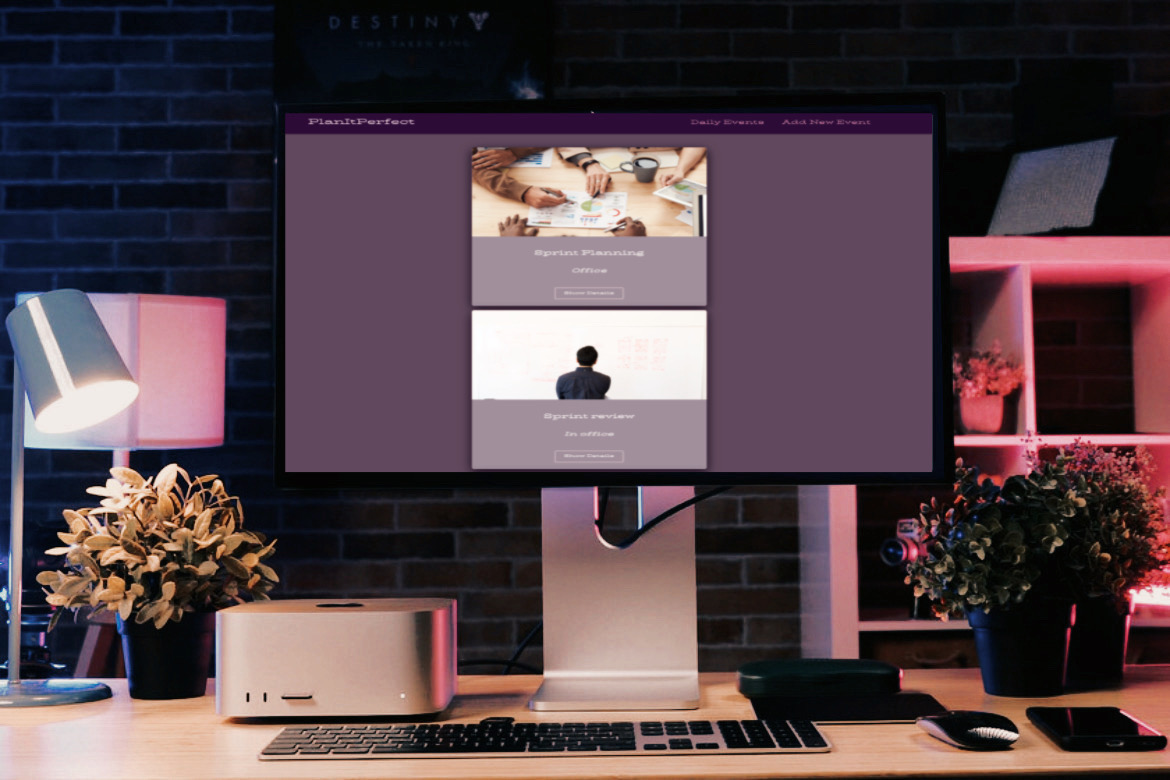 DESTINY
THE TAKEN KING
PlanItPerfect
Daily Events Add New Event
Sprint Planning
Office
Show Details
Sprint review
In office
Show Details